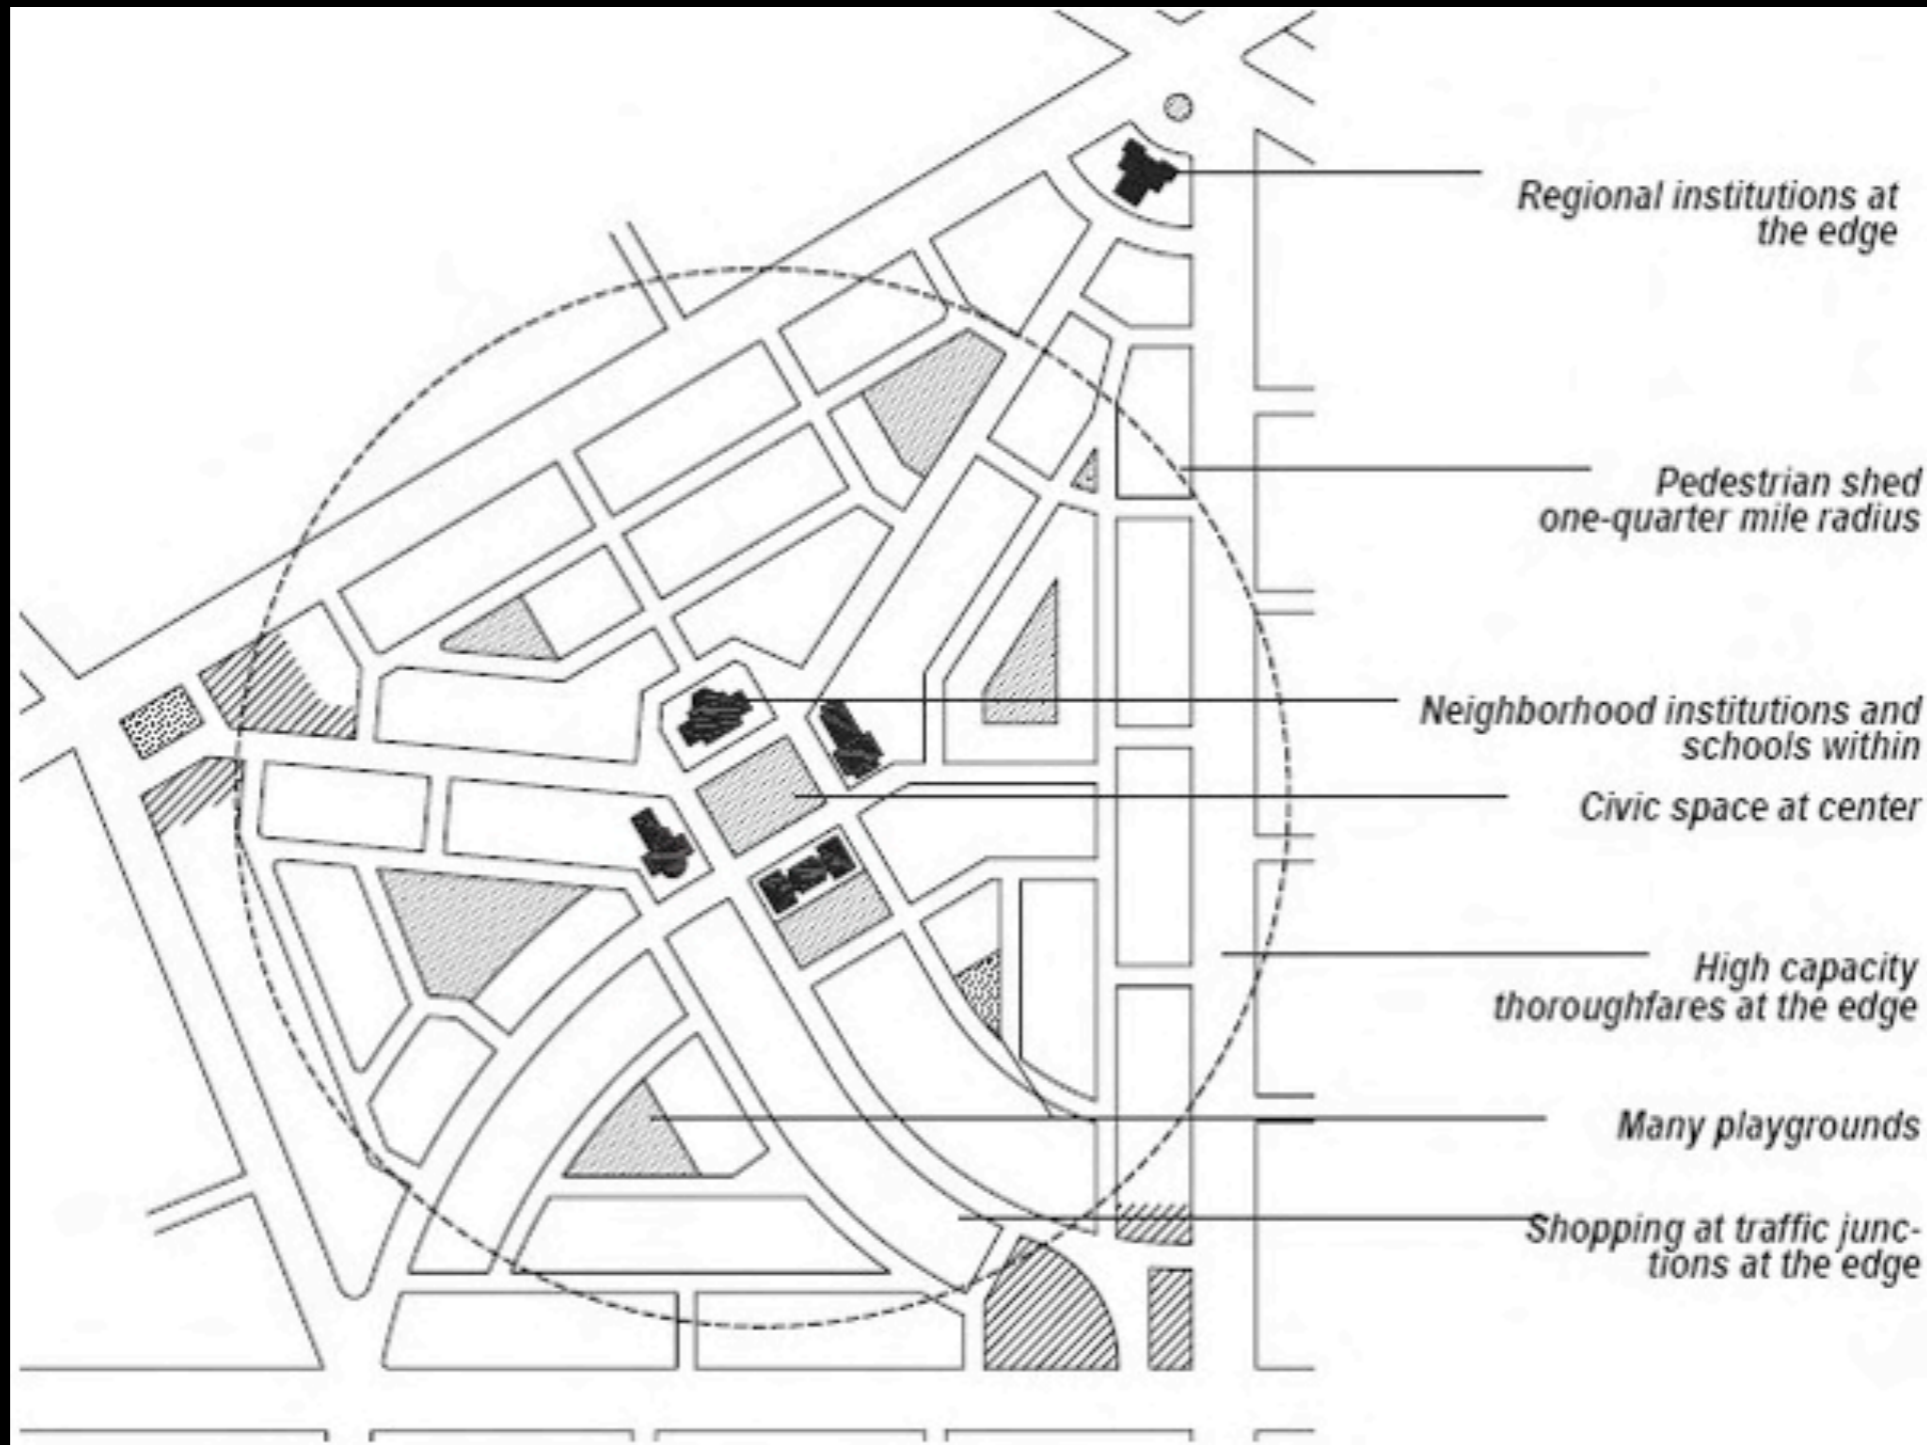 Regional institutions at
the edge
Pedestrian shed
one-quarter mile radius
Neighborhood institutions and
schools within
Civic space at center
High capacity
thoroughfares at the edge
Many playgrounds
Shopping at traffic junc-
tions at the edge